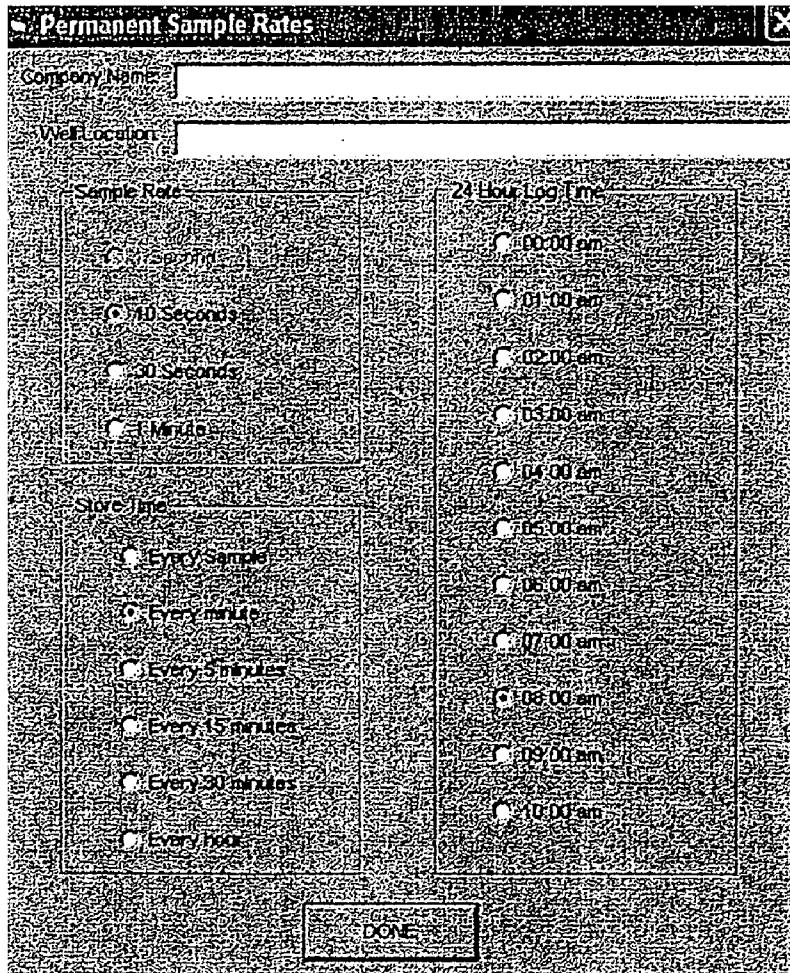 Permanent Sample Rates
Company Name:
Well Location:
Sample Rate
10 Seconds
30 Seconds
1 Minute
Store Time
Every Sample
Every minute
Every 5 minutes
Every 15 minutes
Every 30 minutes
Every hour
24 Hour Log Time
00:00 am
01:00 am
02:00 am
03:00 am
04:00 am
05:00 am
06:00 am
07:00 am
08:00 am
09:00 am
10:00 am
DONE